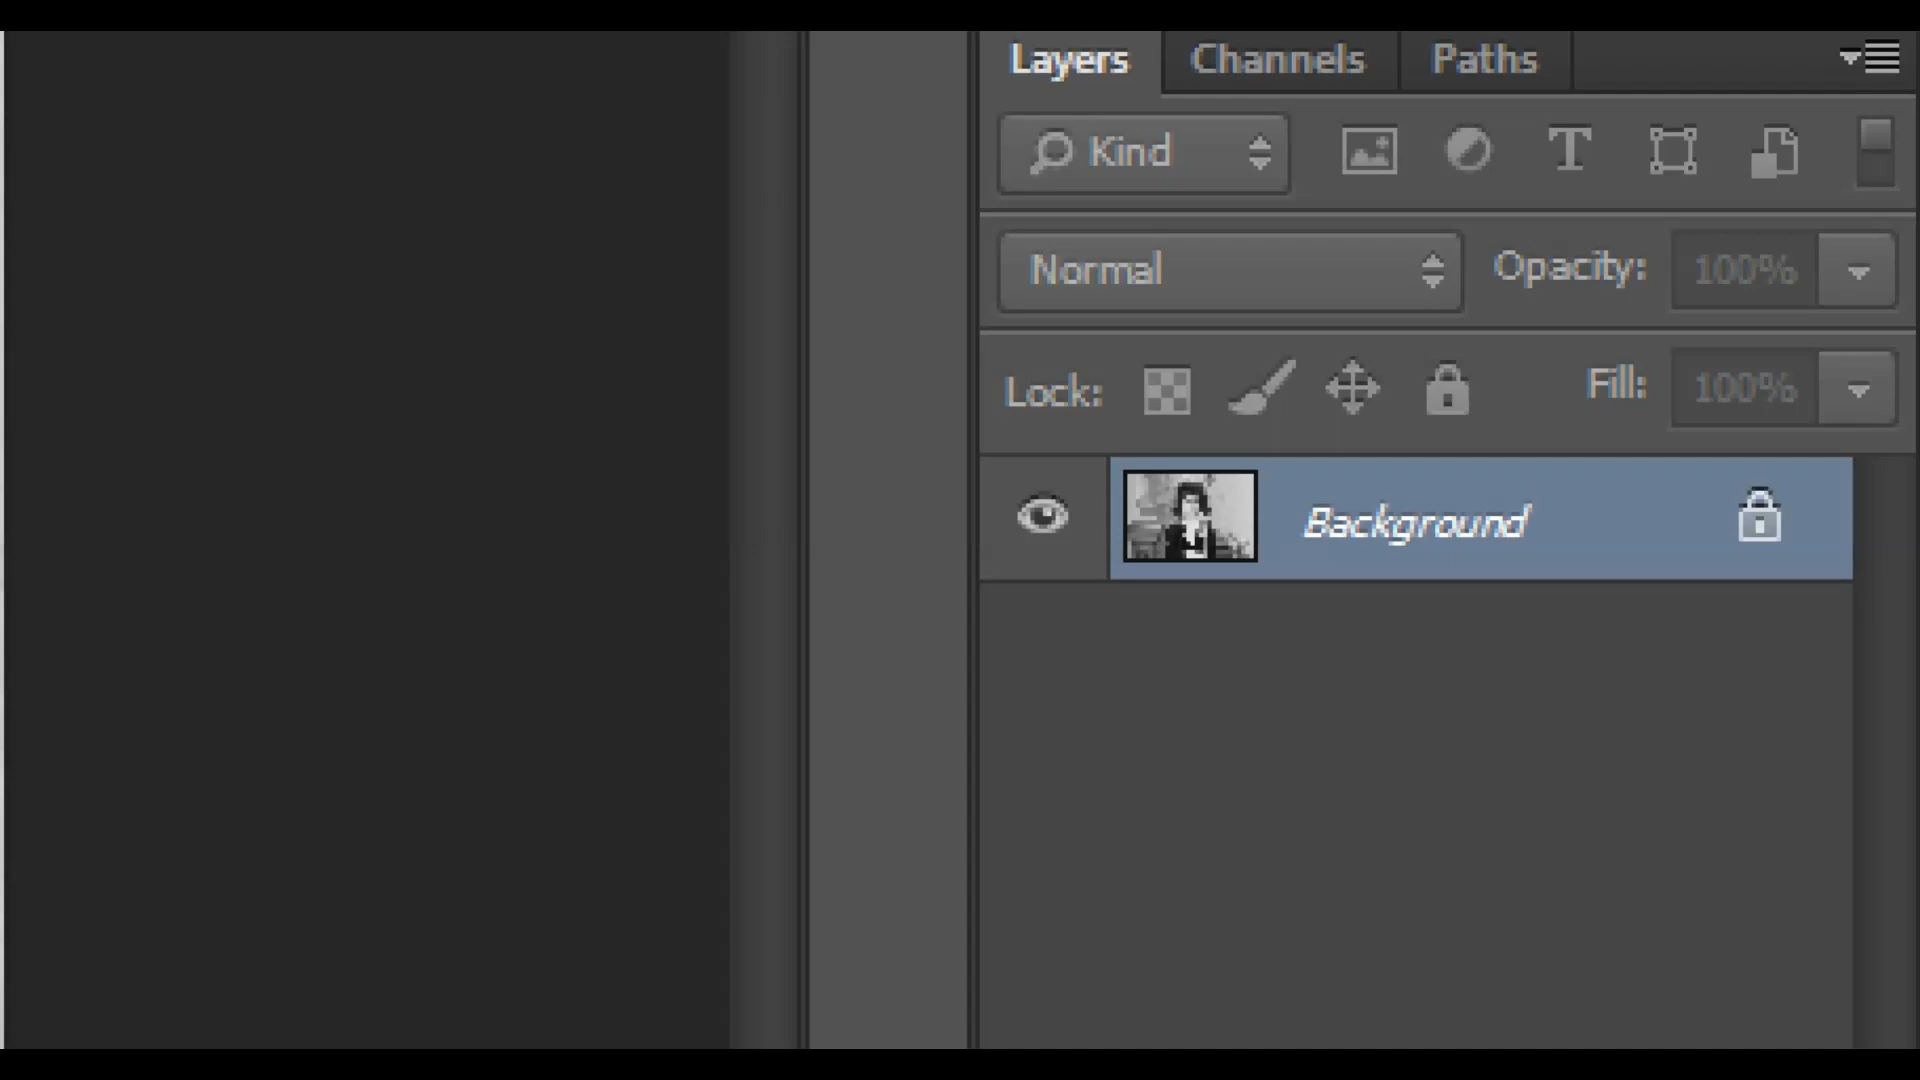 Layers Channels Paths
Kind
Normal Opacity: 100%
Lock: Fill: 100%
Background